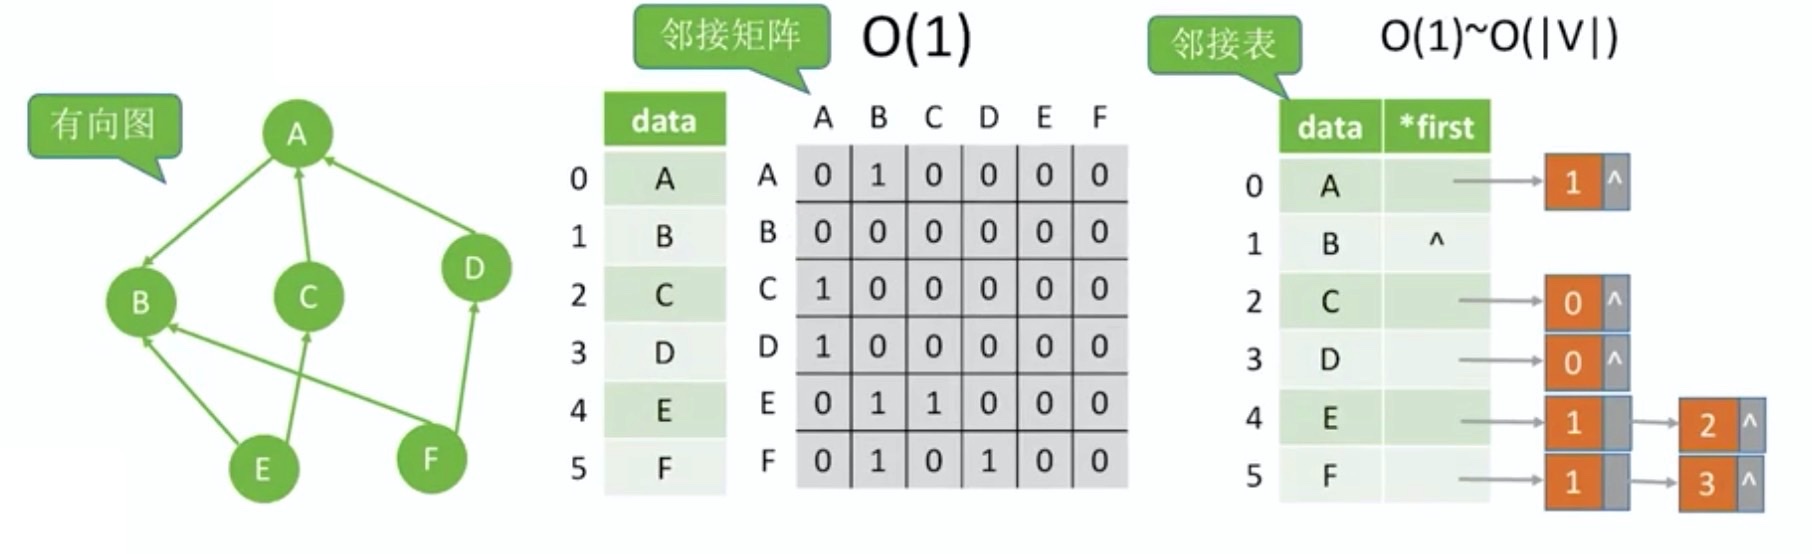 有向图
A
B
C
D
E
F
邻接矩阵
O(1)
data
0 A
1 B
2 C
3 D
4 E
5 F
A B C D E F
A 0 1 0 0 0 0
B 0 0 0 0 0 0
C 1 0 0 0 0 0
D 1 0 0 0 0 0
E 0 1 1 0 0 0
F 0 1 0 1 0 0
邻接表
O(1)~O(|V|)
data *first
0 A 1 ^
1 B ^
2 C 0 ^
3 D 0 ^
4 E 1 2 ^
5 F 1 3 ^